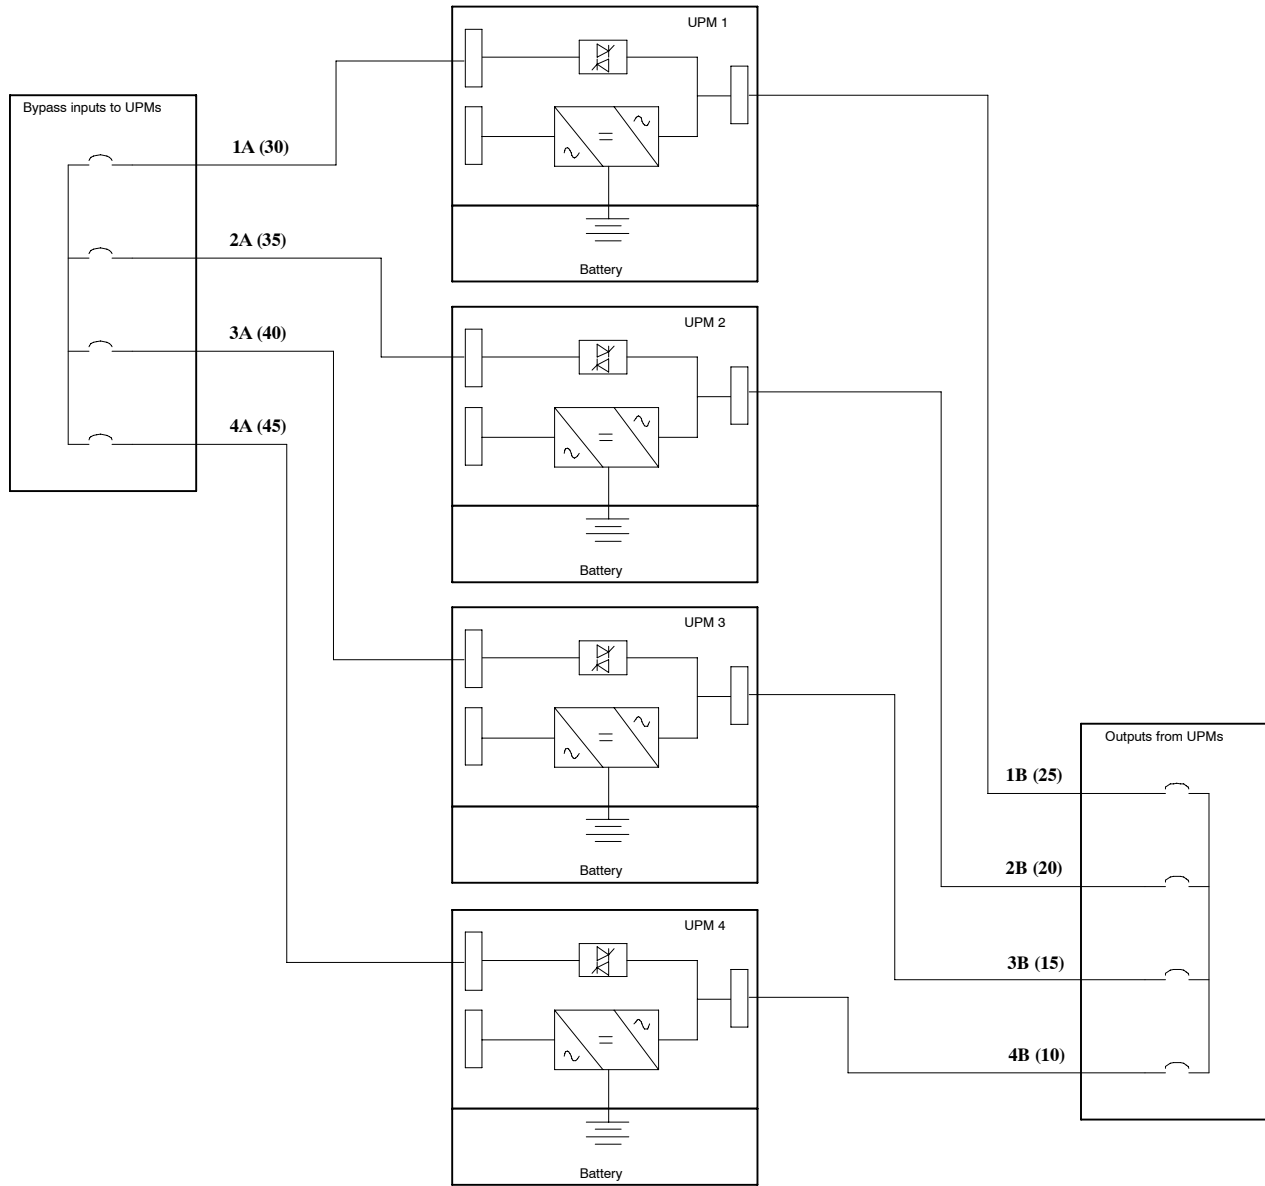 UPM 1
Bypass inputs to UPMs
1A (30)
2A (35)
Battery
UPM 2
3A (40)
4A (45)
Battery
UPM 3
Outputs from UPMs
1B (25)
Battery
2B (20)
UPM 4
3B (15)
4B (10)
Battery